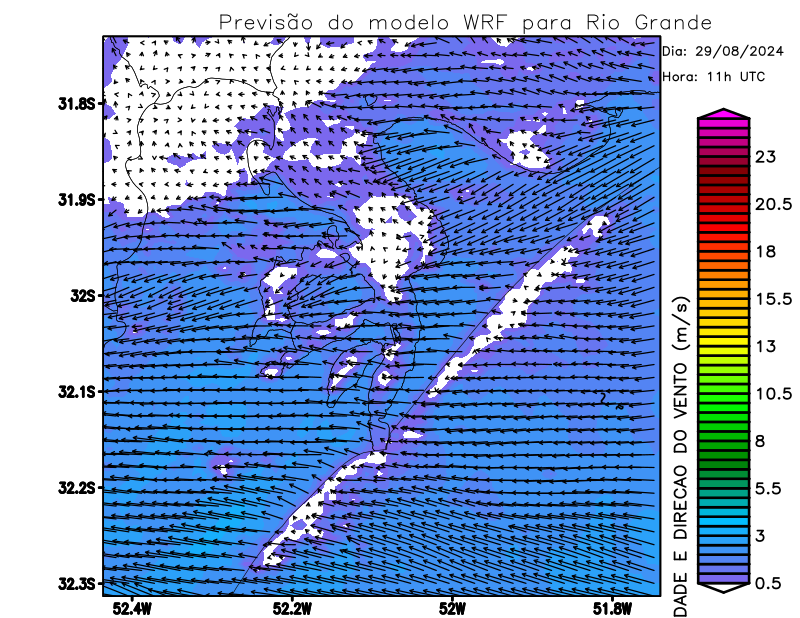 Previsão do modelo WRF para Rio Grande
Dia: 29/08/2024
Hora: 11h UTC
31.8S
31.9S
32S
32.1S
32.2S
32.3S
52.4W
52.2W
52W
51.8W
DADE E DIRECAO DO VENTO (m/s)
23
20.5
18
15.5
13
10.5
8
5.5
3
0.5